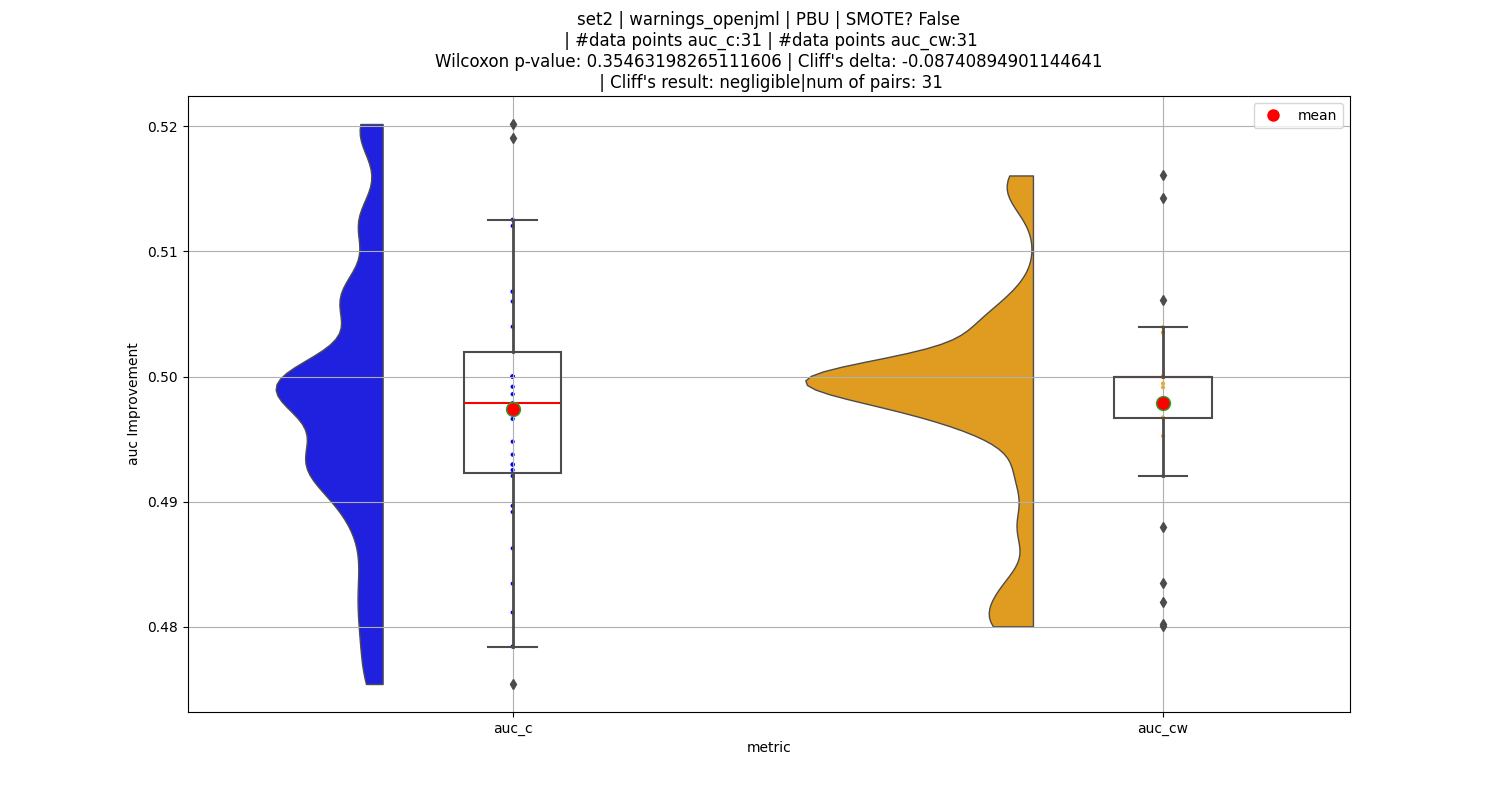 set2 | warnings_openjml | PBU | SMOTE? False
| #data points auc_c:31 | #data points auc_cw:31
Wilcoxon p-value: 0.35463198265111606 | Cliff's delta: -0.08740894901144641
| Cliff's result: negligible|num of pairs: 31
mean
0.52
0.51
0.50
0.49
0.48
auc Improvement
auc_c
auc_cw
metric